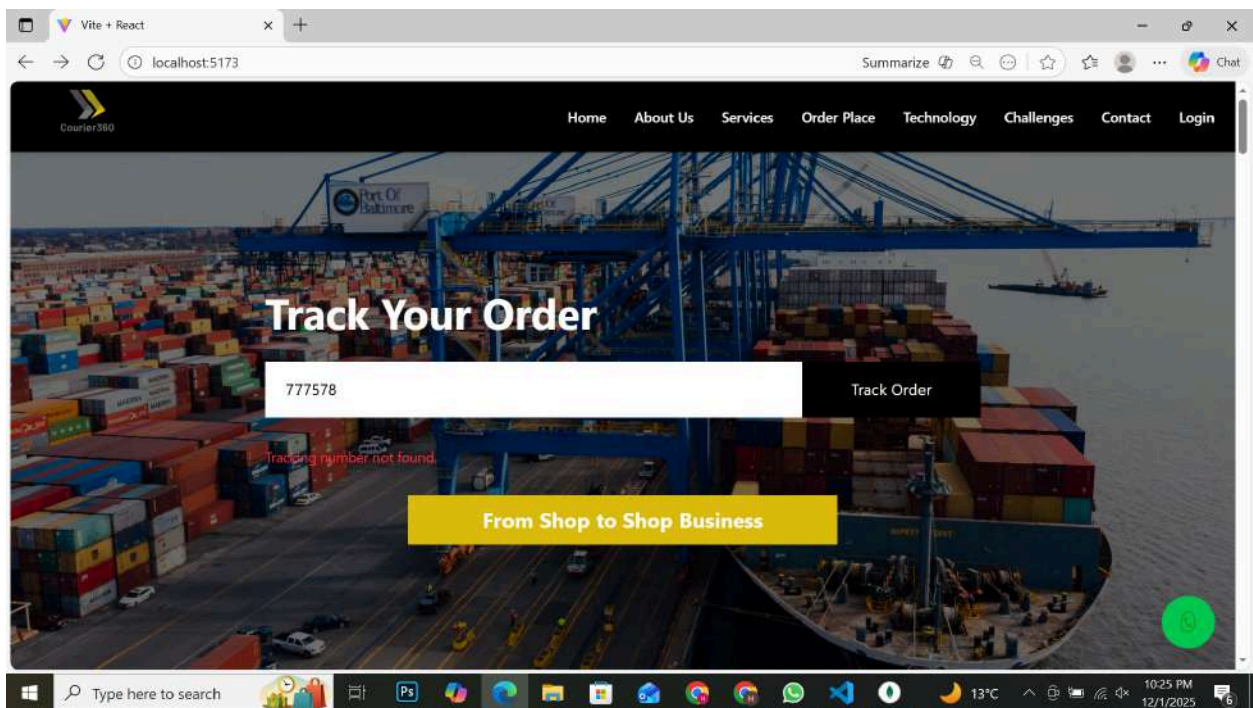 Vite + React
localhost:5173
Summarize
Chat
Courier360
Home About Us Services Order Place Technology Challenges Contact Login
Port Of
Baltimore
Track Your Order
777578 Track Order
Tracking number not found.
From Shop to Shop Business
Type here to search
Ps
13°C
10:25 PM
12/1/2025
6